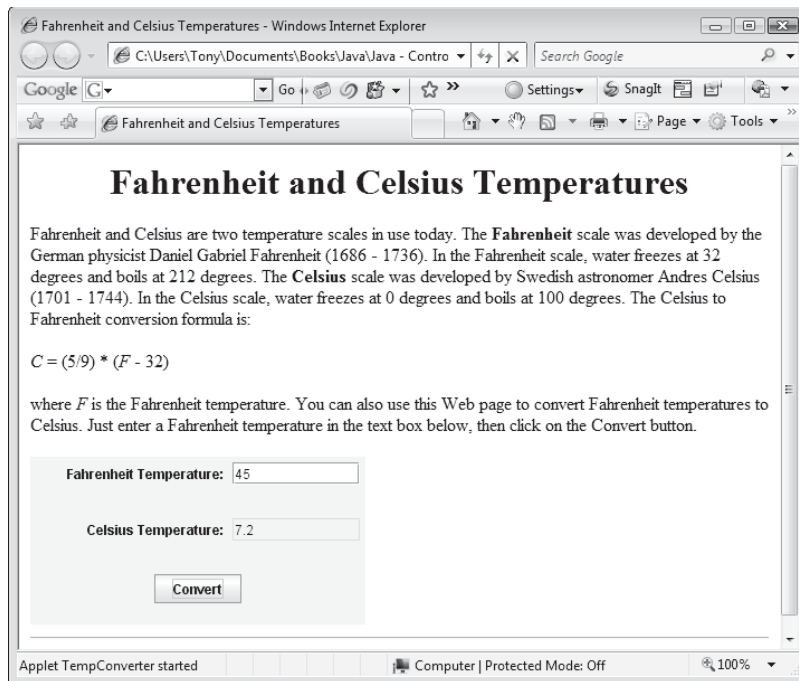 Fahrenheit and Celsius Temperatures - Windows Internet Explorer
C:\Users\Tony\Documents\Books\Java\Java - Contro
Search Google
Google G Go Settings SnagIt
Fahrenheit and Celsius Temperatures Page Tools
Fahrenheit and Celsius Temperatures
Fahrenheit and Celsius are two temperature scales in use today. The Fahrenheit scale was developed by the
German physicist Daniel Gabriel Fahrenheit (1686 - 1736). In the Fahrenheit scale, water freezes at 32
degrees and boils at 212 degrees. The Celsius scale was developed by Swedish astronomer Andres Celsius
(1701 - 1744). In the Celsius scale, water freezes at 0 degrees and boils at 100 degrees. The Celsius to
Fahrenheit conversion formula is:
C = (5/9) * (F - 32)
where F is the Fahrenheit temperature. You can also use this Web page to convert Fahrenheit temperatures to
Celsius. Just enter a Fahrenheit temperature in the text box below, then click on the Convert button.
Fahrenheit Temperature: 45
Celsius Temperature: 7.2
Convert
Applet TempConverter started
Computer | Protected Mode: Off
100%